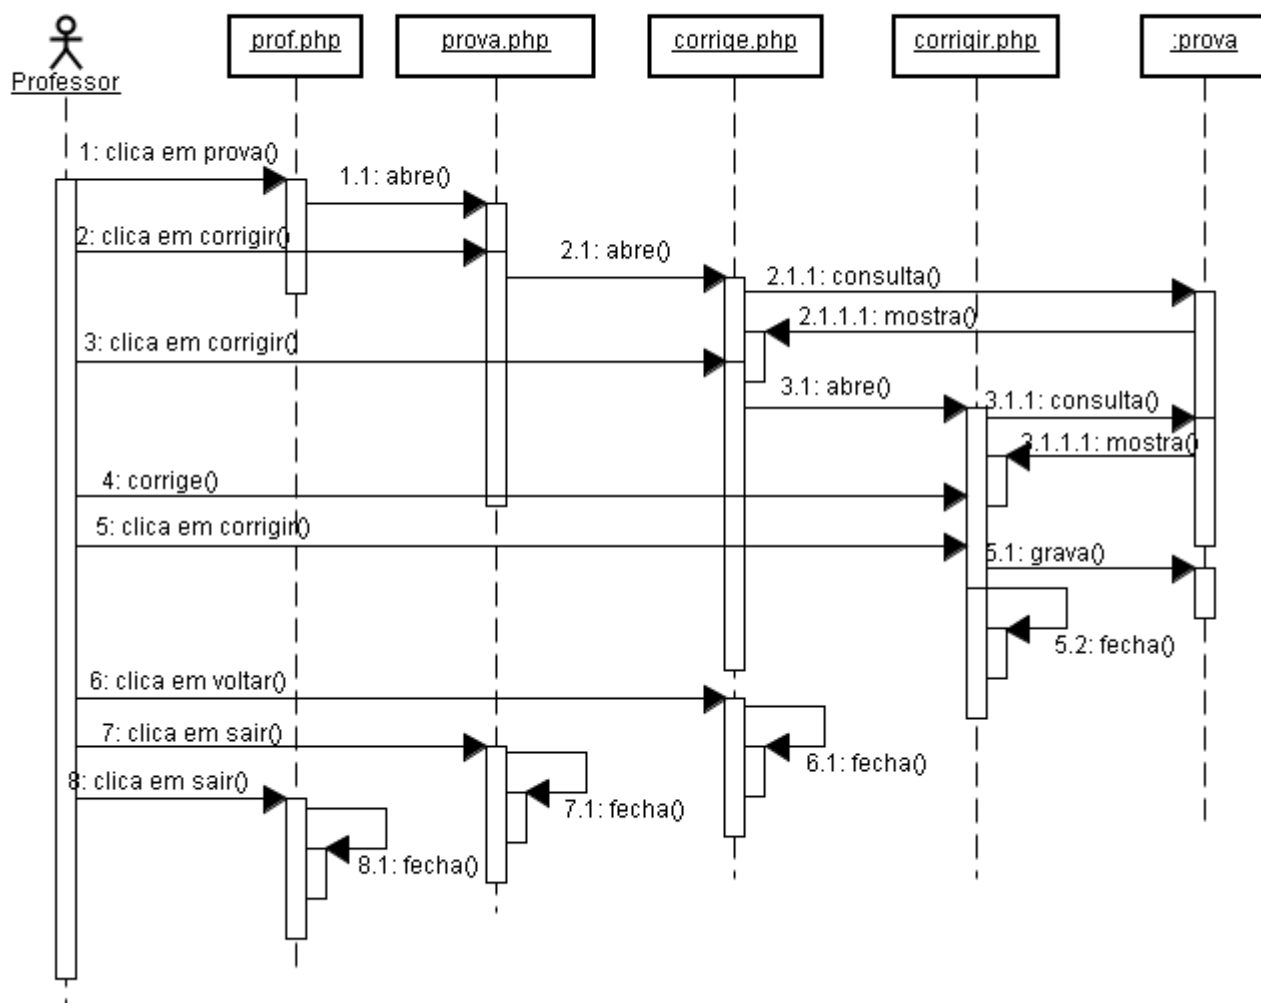 prof.php
prova.php
corrige.php
corrigir.php
:prova
Professor
1: clica em prova()
1.1: abre()
2: clica em corrigir()
2.1: abre()
2.1.1: consulta()
2.1.1.1: mostra()
3: clica em corrigir()
3.1: abre()
3.1.1: consulta()
3.1.1.1: mostra()
4: corrige()
5: clica em corrigir()
5.1: grava()
5.2: fecha()
6: clica em voltar()
7: clica em sair()
6.1: fecha()
8: clica em sair()
7.1: fecha()
8.1: fecha()